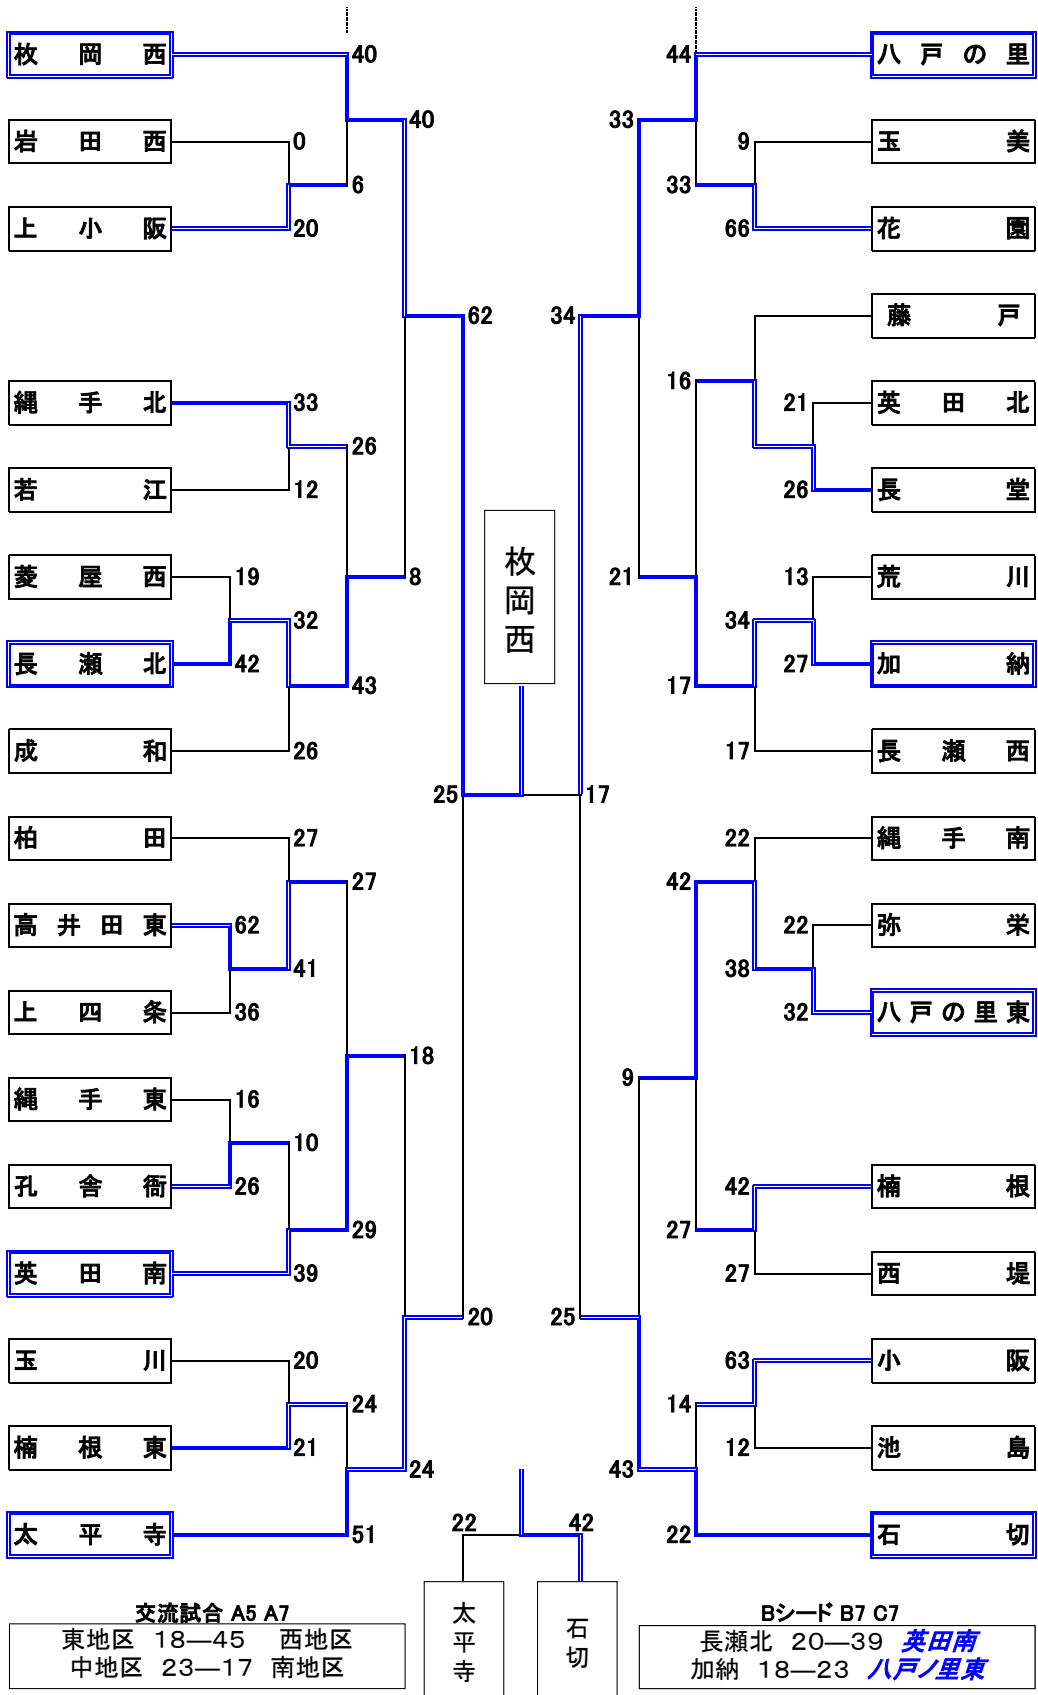 枚岡西 40 44 八戸の里
40 33
岩田西 0 9 玉美
6 33
上小阪 20 66 花園
62 34 藤戸
16
縄手北 33 21 英田北
26
若江 12 26 長堂
枚岡西
菱屋西 19 8 21 13 荒川
32 34
長瀬北 42 27 加納
43 17
成和 26 17 長瀬西
25 17
柏田 27 22 縄手南
27 42
高井田東 62 22 弥栄
41 38
上四条 36 32 八戸の里東
18 9
縄手東 16
10
孔舎衙 26 42 楠根
29 27
英田南 39 27 西堤
20 25
玉川 20 63 小阪
24 14
楠根東 21 12 池島
24 43
太平寺 51 22 42 22 石切
太平寺 石切
交流試合 A5 A7
東地区 18―45 西地区
中地区 23―17 南地区
Bシード B7 C7
長瀬北 20―39 英田南
加納 18―23 八戸ノ里東